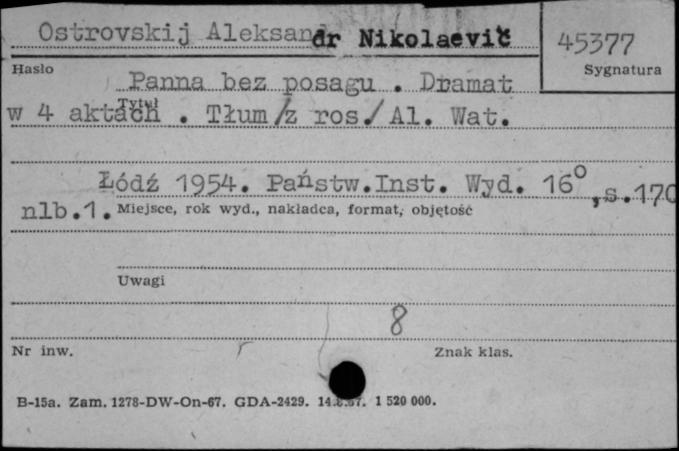 Ostrovskij Aleksandr Nikolaevič
45377
Hasło
Sygnatura
Panna bez posagu . Dramat
Tytuł
w 4 aktach . Tłum /z ros./ Al. Wat.
Łódź 1954. Państw.Inst. Wyd. 16°, s.170
nlb.1.
Miejsce, rok wyd., nakładca, format, objętość
Uwagi
8
Nr inw.
Znak klas.
B-15a. Zam. 1278-DW-On-67. GDA-2429. 1 520 000.